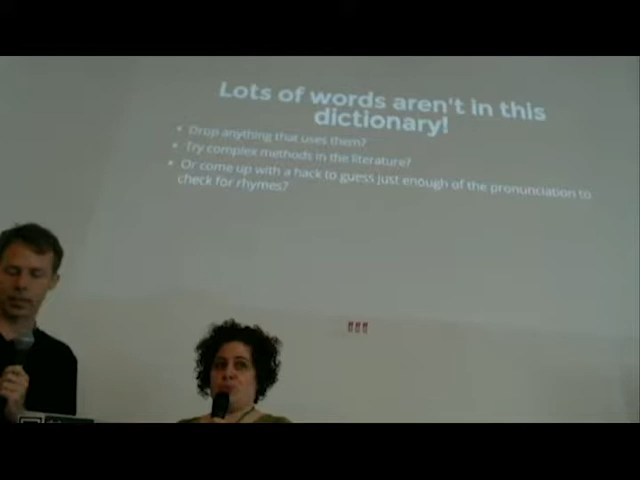 Lots of words aren't in this
dictionary!
• Drop anything that uses them?
• Try complex methods in the literature?
• Or come up with a hack to guess just enough of the pronunciation to
check for rhymes?